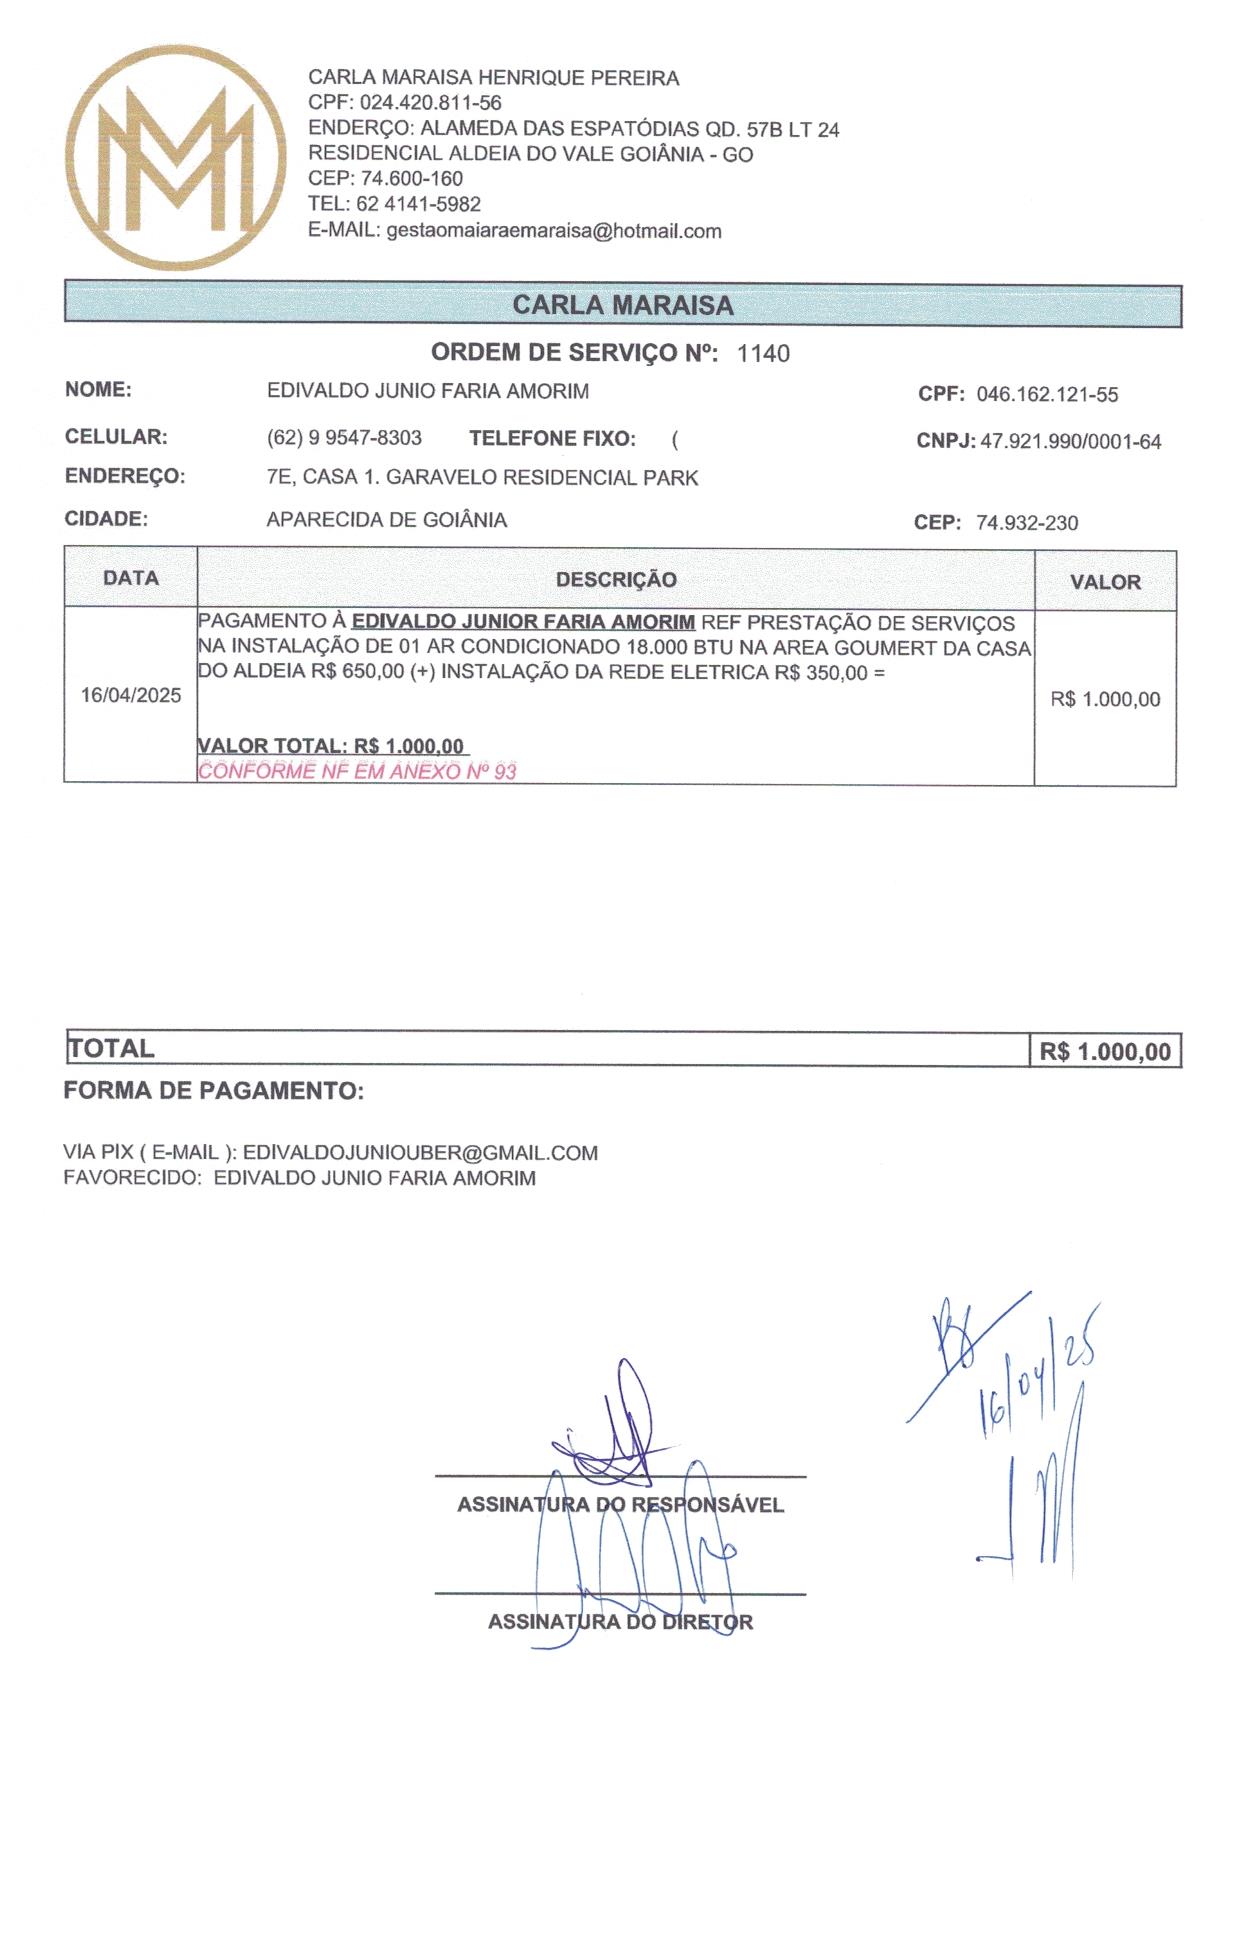 CARLA MARAISA HENRIQUE PEREIRA
CPF: 024.420.811-56
ENDERÇO: ALAMEDA DAS ESPATÓDIAS QD. 57B LT 24
RESIDENCIAL ALDEIA DO VALE GOIÂNIA - GO
CEP: 74.600-160
TEL: 62 4141-5982
E-MAIL: gestaomaiaraemaraisa@hotmail.com
CARLA MARAISA
ORDEM DE SERVIÇO Nº: 1140
NOME: EDIVALDO JUNIO FARIA AMORIM CPF: 046.162.121-55
CELULAR: (62) 9 9547-8303 TELEFONE FIXO: ( CNPJ: 47.921.990/0001-64
ENDEREÇO: 7E, CASA 1. GARAVELO RESIDENCIAL PARK
CIDADE: APARECIDA DE GOIÂNIA CEP: 74.932-230
DATA DESCRIÇÃO VALOR
PAGAMENTO À EDIVALDO JUNIOR FARIA AMORIM REF PRESTAÇÃO DE SERVIÇOS
NA INSTALAÇÃO DE 01 AR CONDICIONADO 18.000 BTU NA AREA GOUMERT DA CASA
DO ALDEIA R$ 650,00 (+) INSTALAÇÃO DA REDE ELETRICA R$ 350,00 =
16/04/2025 R$ 1.000,00
VALOR TOTAL: R$ 1.000,00
CONFORME NF EM ANEXO Nº 93
TOTAL R$ 1.000,00
FORMA DE PAGAMENTO:
VIA PIX ( E-MAIL ): EDIVALDOJUNIOUBER@GMAIL.COM
FAVORECIDO: EDIVALDO JUNIO FARIA AMORIM
16/04/25
ASSINATURA DO RESPONSÁVEL
ASSINATURA DO DIRETOR